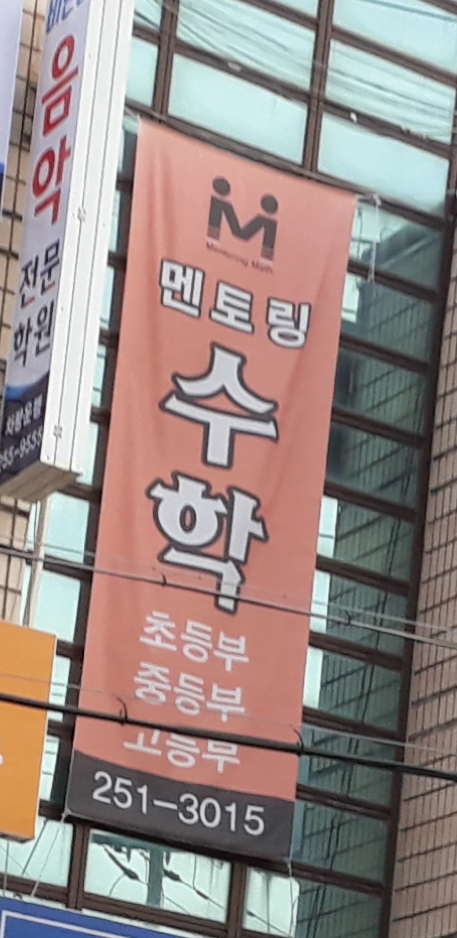 음악
전문
학원
Mentoring Math
멘토링
수학
초등부
중등부
고등부
251-3015